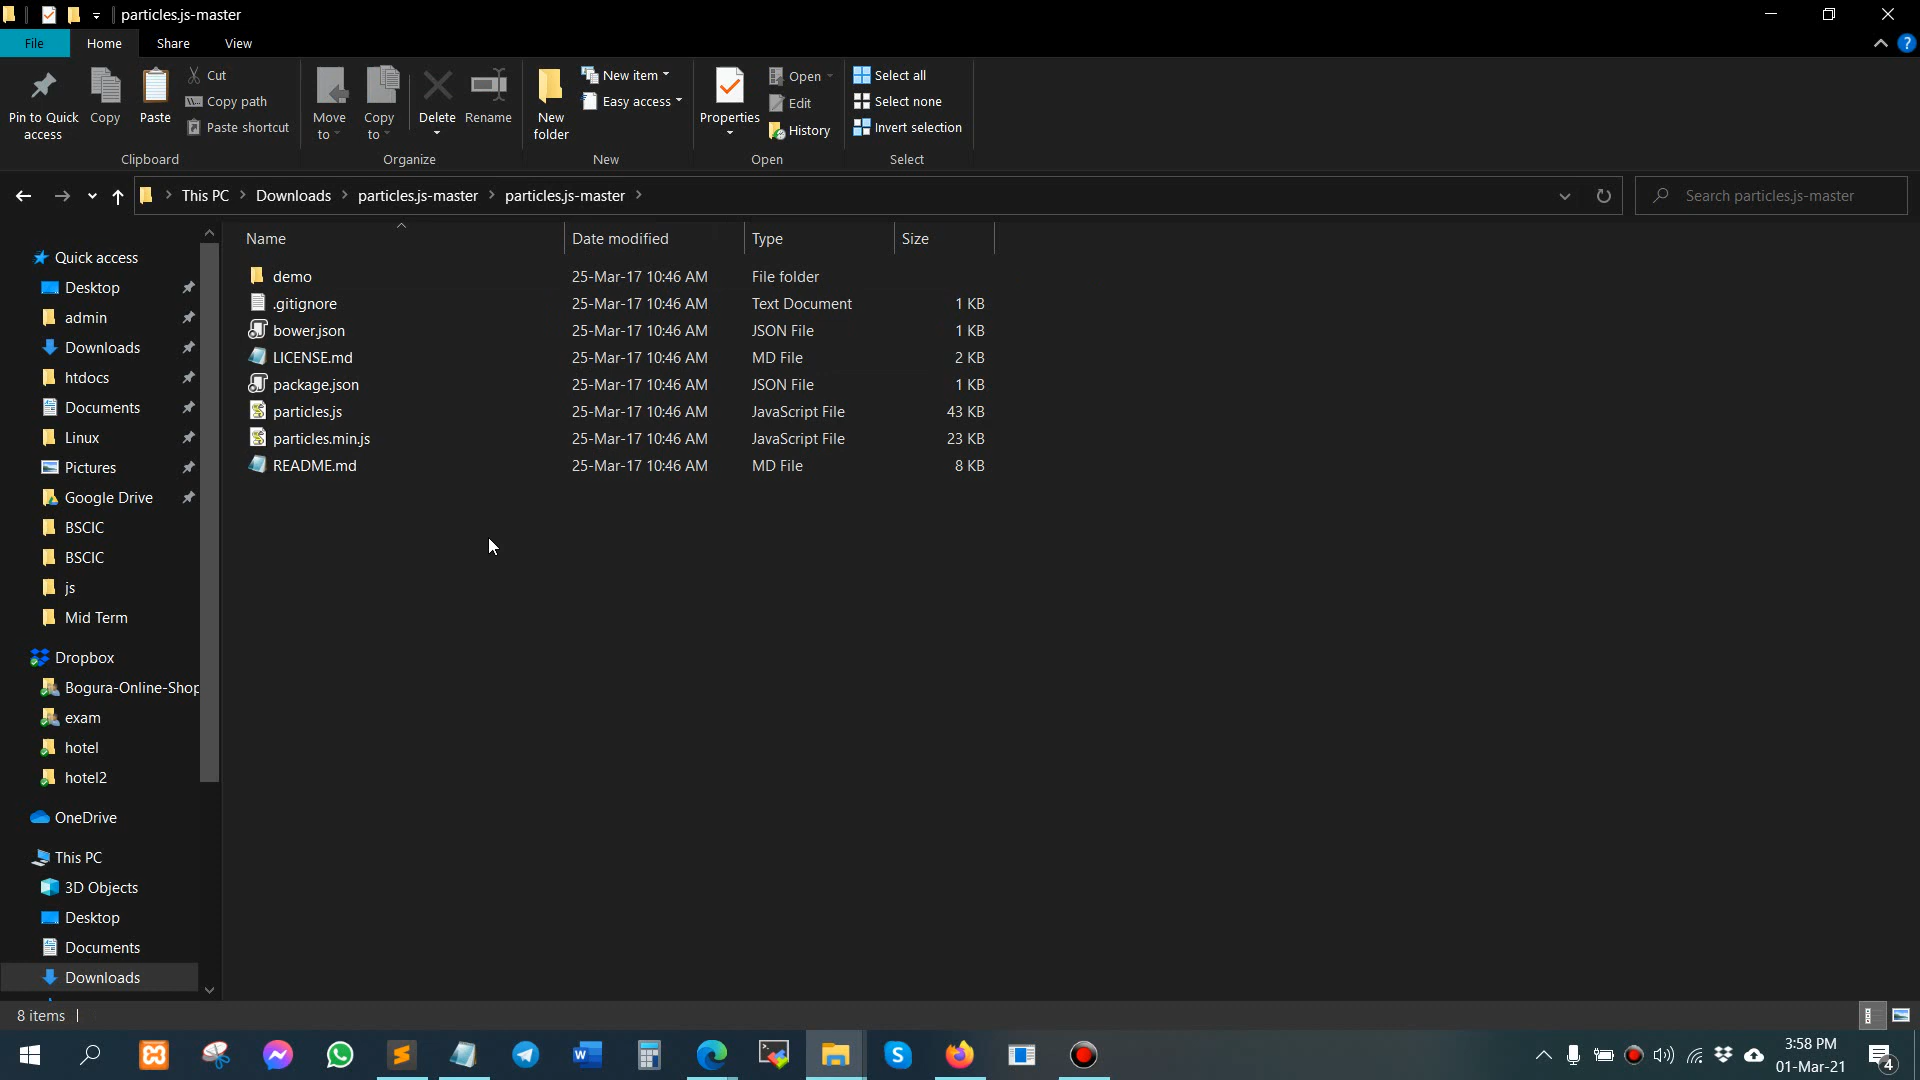 particles.js-master
File Home Share View
Pin to Quick access
Copy
Paste
Cut
Copy path
Paste shortcut
Clipboard
Move to
Copy to
Delete
Rename
Organize
New folder
New item
Easy access
New
Properties
Open
Edit
History
Open
Select all
Select none
Invert selection
Select
This PC > Downloads > particles.js-master > particles.js-master >
Search particles.js-master
Name Date modified Type Size
demo 25-Mar-17 10:46 AM File folder
.gitignore 25-Mar-17 10:46 AM Text Document 1 KB
bower.json 25-Mar-17 10:46 AM JSON File 1 KB
LICENSE.md 25-Mar-17 10:46 AM MD File 2 KB
package.json 25-Mar-17 10:46 AM JSON File 1 KB
particles.js 25-Mar-17 10:46 AM JavaScript File 43 KB
particles.min.js 25-Mar-17 10:46 AM JavaScript File 23 KB
README.md 25-Mar-17 10:46 AM MD File 8 KB
Quick access
Desktop
admin
Downloads
htdocs
Documents
Linux
Pictures
Google Drive
BSCIC
BSCIC
js
Mid Term
Dropbox
Bogura-Online-Shop
exam
hotel
hotel2
OneDrive
This PC
3D Objects
Desktop
Documents
Downloads
8 items
3:58 PM
01-Mar-21
4